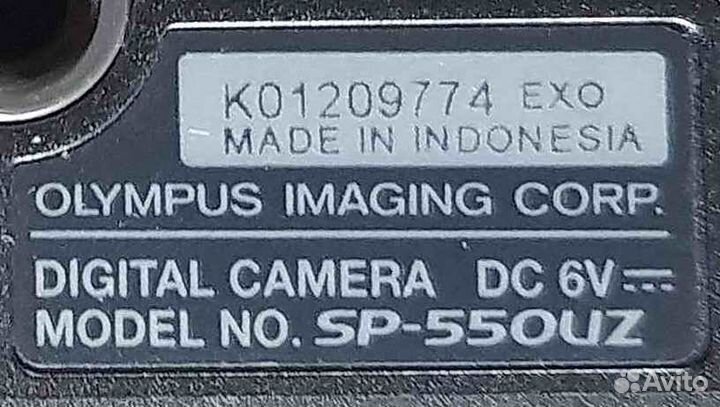 K01209774 EXO
MADE IN INDONESIA
OLYMPUS IMAGING CORP.
DIGITAL CAMERA DC 6V⎓
MODEL NO. SP-550UZ
Avito